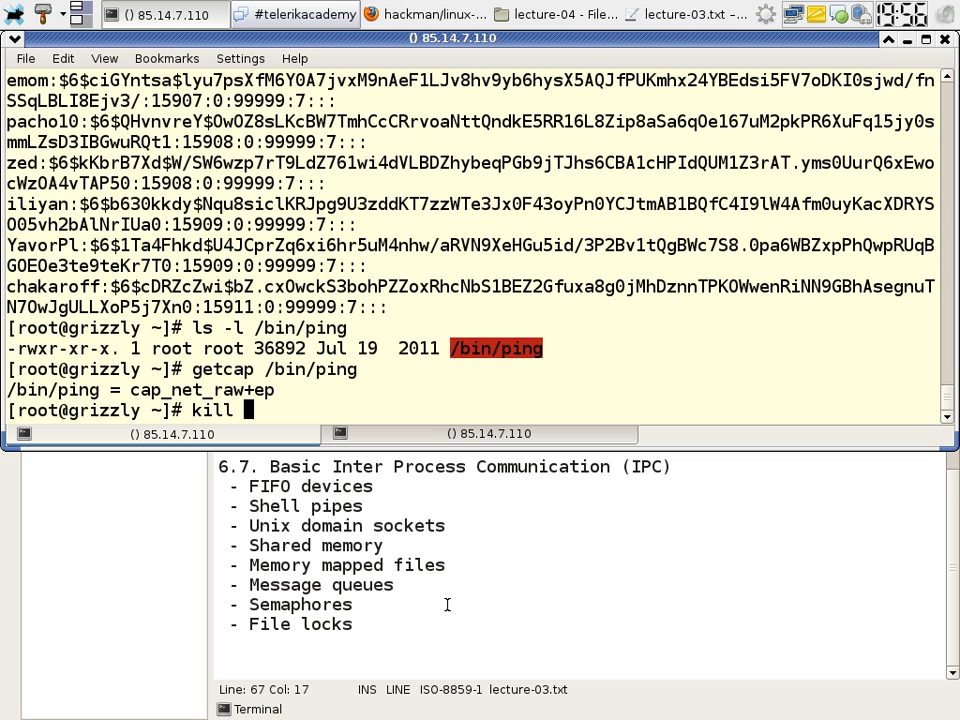 () 85.14.7.110
#telerikacademy
hackman/linux-...
lecture-04 - File...
lecture-03.txt –...
19:56
() 85.14.7.110
File Edit View Bookmarks Settings Help
emom:$6$ciGYntsa$lyu7psXfM6Y0A7jvxM9nAeF1LJv8hv9yb6hysX5AQJfPUKmhx24YBEdsi5FV7oDKI0sjwd/fn
SSqLBLI8Ejv3/:15907:0:99999:7:::
pacho10:$6$QHvnvreY$OwOZ8sLKcBW7TmhCcCRrvoaNttQndkE5RR16L8Zip8aSa6qOe167uM2pkPR6XuFq15jy0s
mmLZsD3IBGwuRQt1:15908:0:99999:7:::
zed:$6$kKbrB7Xd$W/SW6wzp7rT9LdZ761wi4dVLBDZhybeqPGb9jTJhs6CBA1cHPIdQUM1Z3rAT.yms0UurQ6xEwo
cWzOA4vTAP50:15908:0:99999:7:::
iliyan:$6$b630kkdy$Nqu8siclKRJpg9U3zddKT7zzWTe3Jx0F43oyPn0YCJtmAB1BQfC4I9lW4Afm0uyKacXDRYS
O05vh2bAlNrIUa0:15909:0:99999:7:::
YavorPl:$6$1Ta4Fhkd$U4JCprZq6xi6hr5uM4nhw/aRVN9XeHGu5id/3P2Bv1tQgBWc7S8.0pa6WBZxpPhQwpRUqB
GOEOe3te9teKr7T0:15909:0:99999:7:::
chakaroff:$6$cDRZcZwi$bZ.cxOwckS3bohPZZoxRhcNbS1BEZ2Gfuxa8g0jMhDznnTPKOWwenRiNN9GBhAsegnuT
N7OwJgULLXoP5j7Xn0:15911:0:99999:7:::
[root@grizzly ~]# ls -l /bin/ping
-rwxr-xr-x. 1 root root 36892 Jul 19  2011 /bin/ping
[root@grizzly ~]# getcap /bin/ping
/bin/ping = cap_net_raw+ep
[root@grizzly ~]# kill
() 85.14.7.110
() 85.14.7.110
6.7. Basic Inter Process Communication (IPC)
- FIFO devices
- Shell pipes
- Unix domain sockets
- Shared memory
- Memory mapped files
- Message queues
- Semaphores
- File locks
Line: 67 Col: 17 INS LINE ISO-8859-1 lecture-03.txt
Terminal